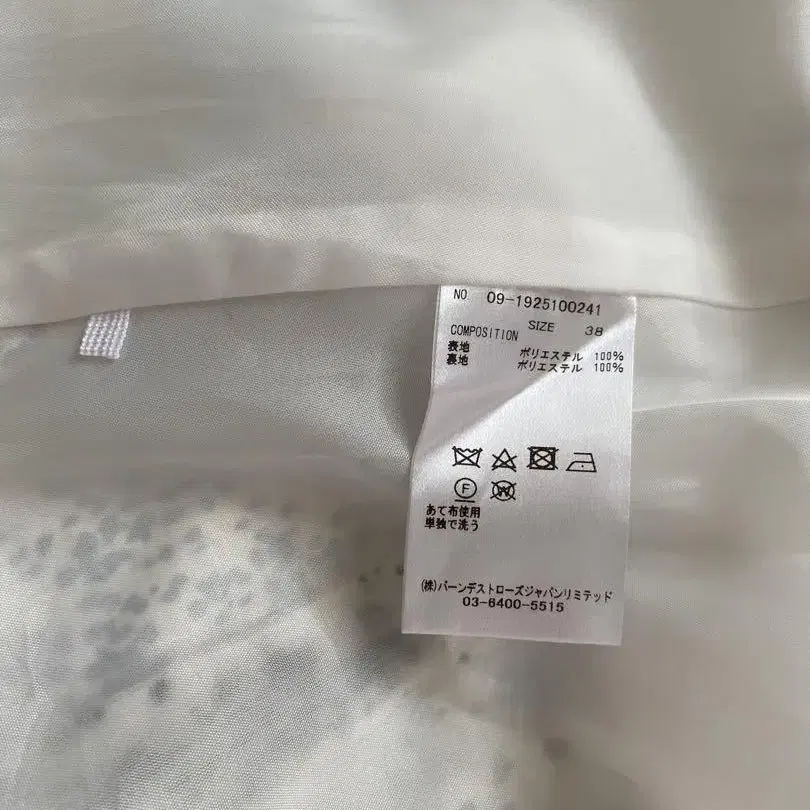 NO 09-1925100241
SIZE 38
COMPOSITION
表地 ポリエステル 100%
裏地 ポリエステル 100%
F
W
あて布使用
単独で洗う
(株)バーンデストローズジャパンリミテッド
03-6400-5515